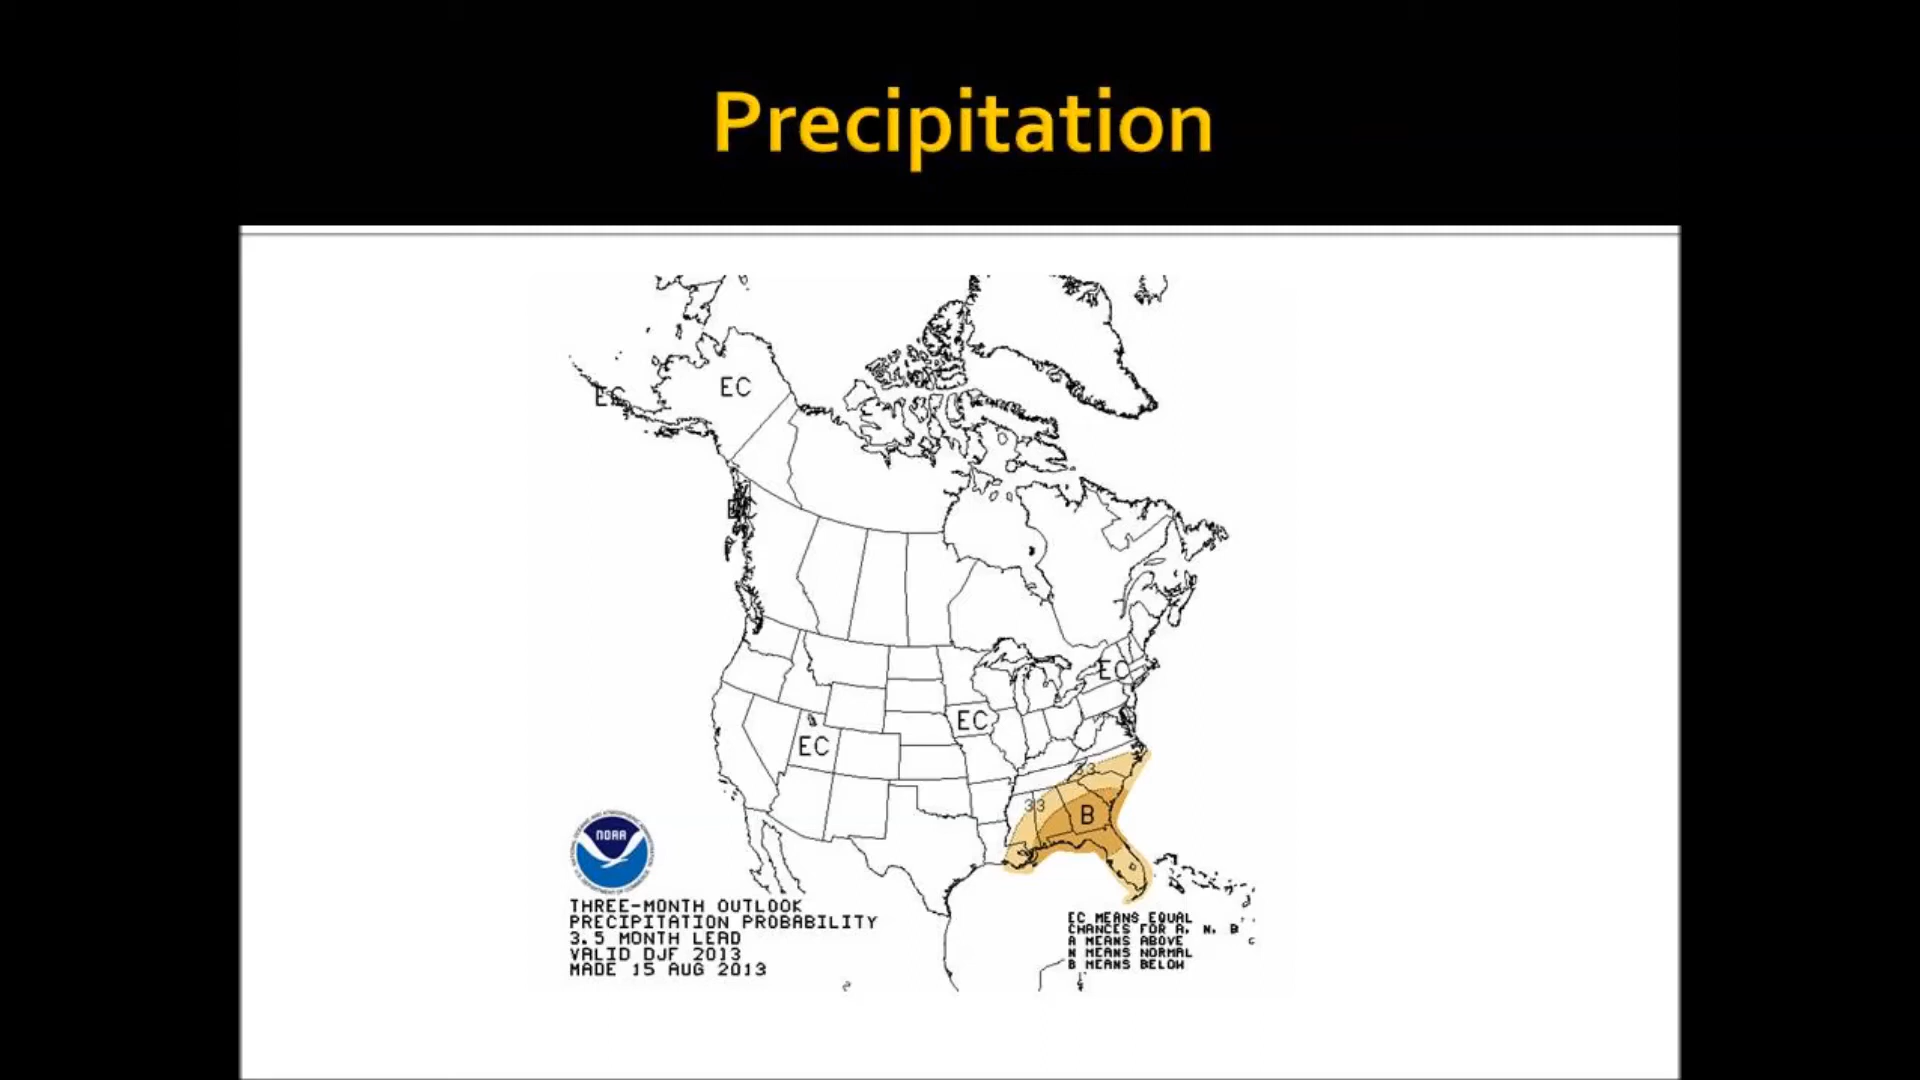 Precipitation
EC
EC
EC
EC
EC
EC
33
33
B
NOAA
THREE-MONTH OUTLOOK
PRECIPITATION PROBABILITY
3.5 MONTH LEAD
VALID DJF 2013
MADE 15 AUG 2013
EC MEANS EQUAL
CHANCES FOR A, N, B
A MEANS ABOVE
N MEANS NORMAL
B MEANS BELOW